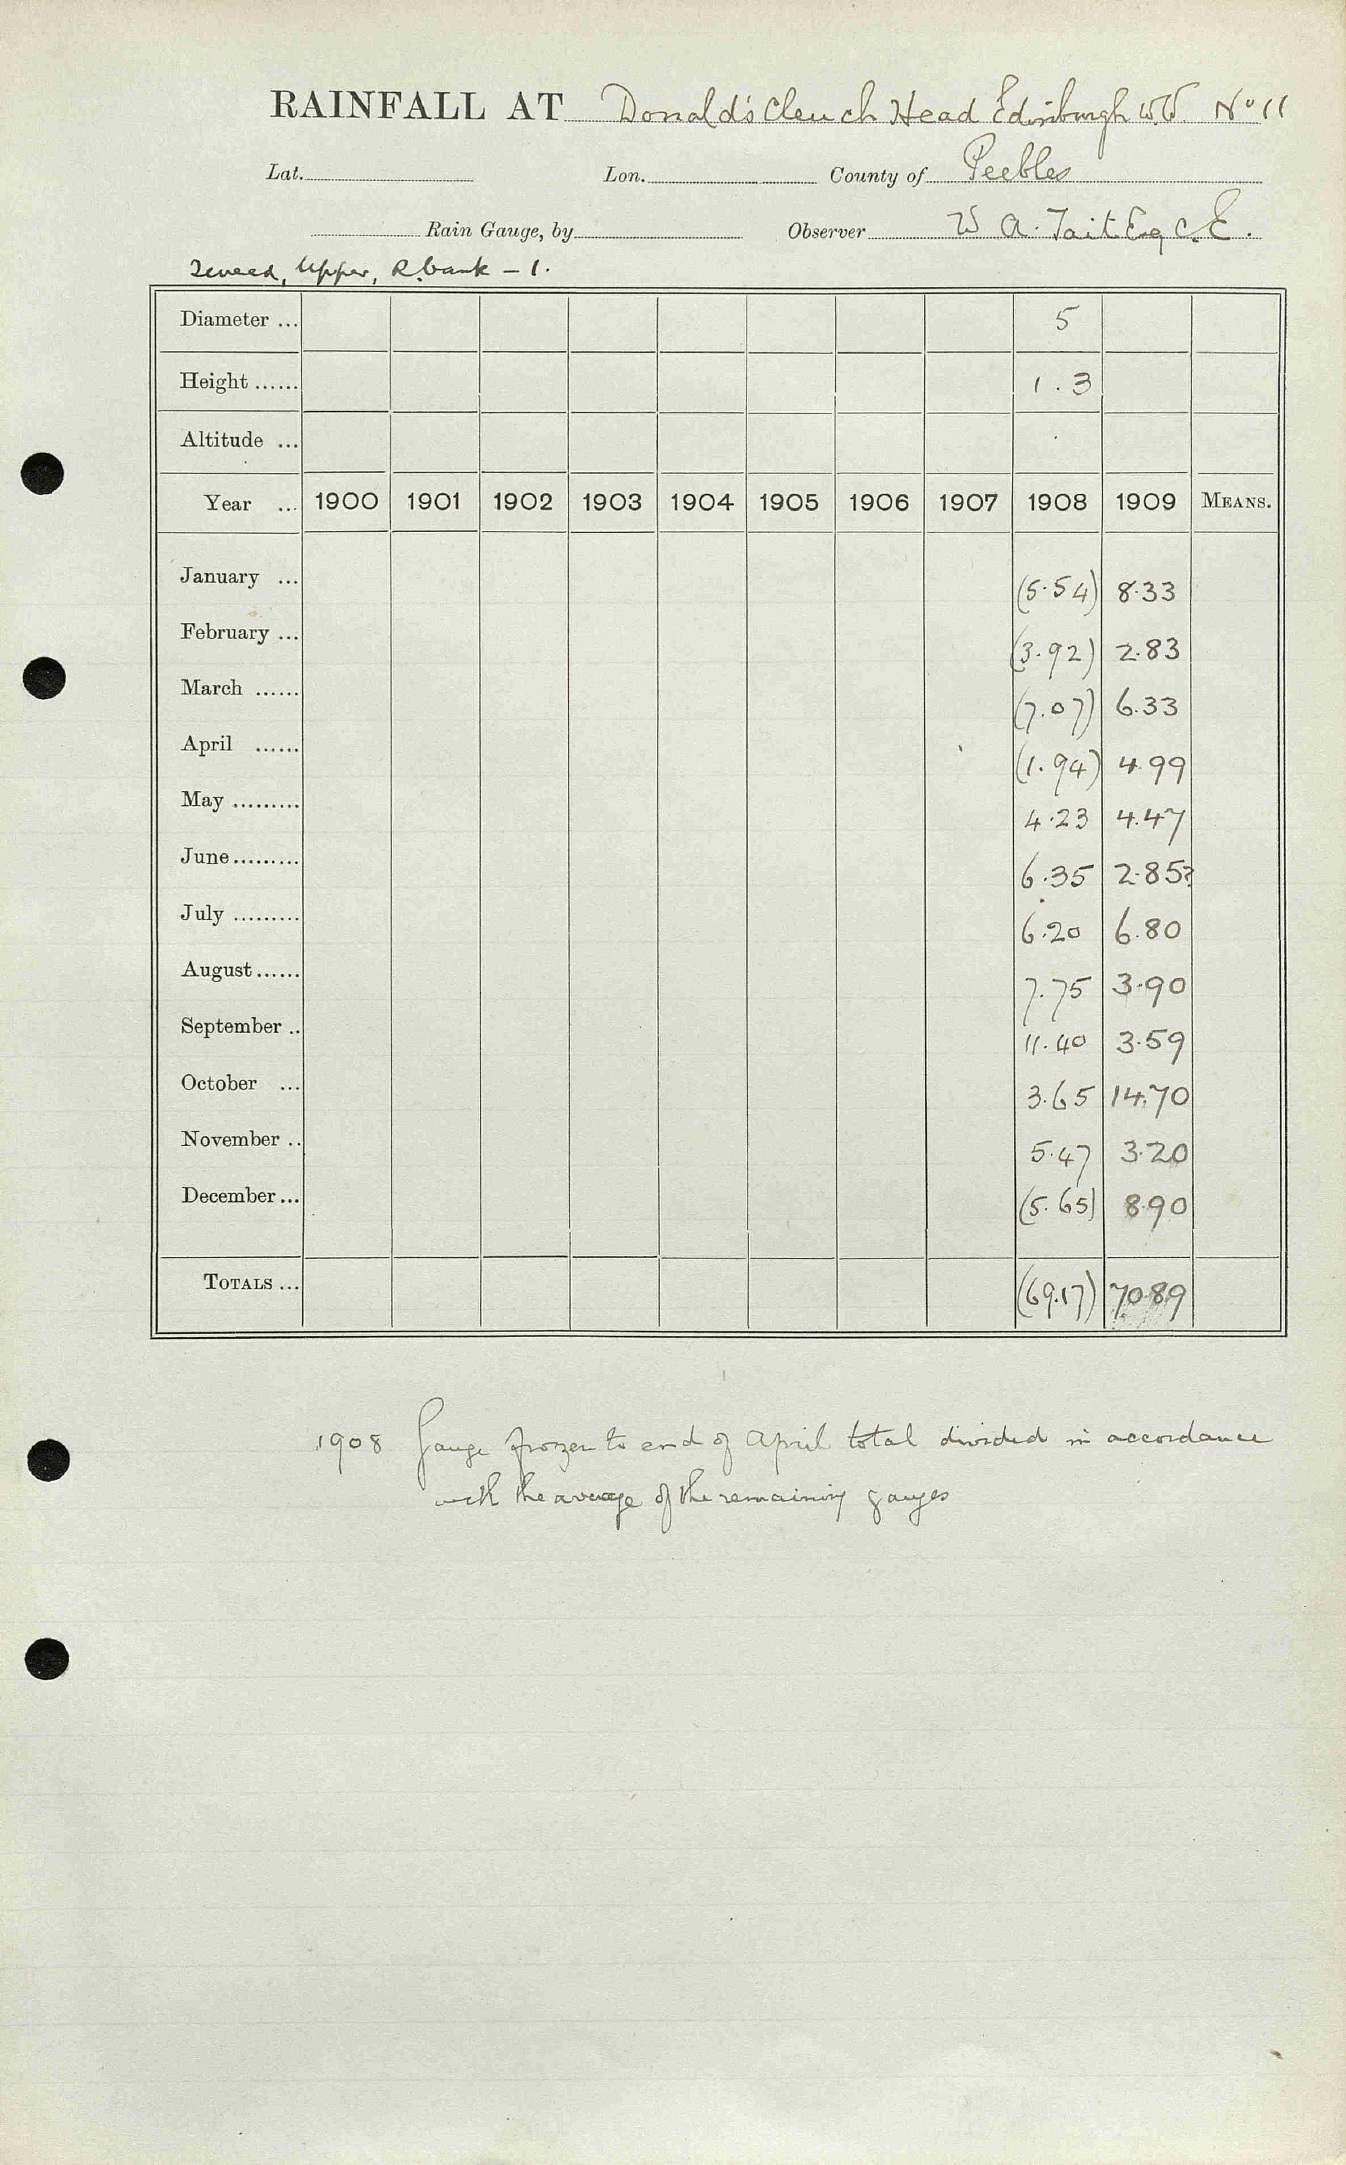 RAINFALL AT Donald's Cleuch Head Edinburgh W.W. No 11
Lat. Lon. County of Peebles
Rain Gauge, by Observer W A. Tait Esq C.E.
Tweed, Upper, R. bank – 1.
Diameter ... 5
Height ...... 1.3
Altitude ...
Year ... 1900 1901 1902 1903 1904 1905 1906 1907 1908 1909 MEANS.
January ... (5.54) 8.33
February ... (3.92) 2.83
March ...... (7.07) 6.33
April ...... (1.94) 4.99
May ......... 4.23 4.47
June ......... 6.35 2.85?
July ......... 6.20 6.80
August ...... 7.75 3.90
September .. 11.40 3.59
October ... 3.65 14.70
November .. 5.47 3.20
December ... (5.65) 8.90
TOTALS ... (69.17) 70.89
1908 Gauge frozen to end of April total divided in accordance
with the average of the remaining gauges